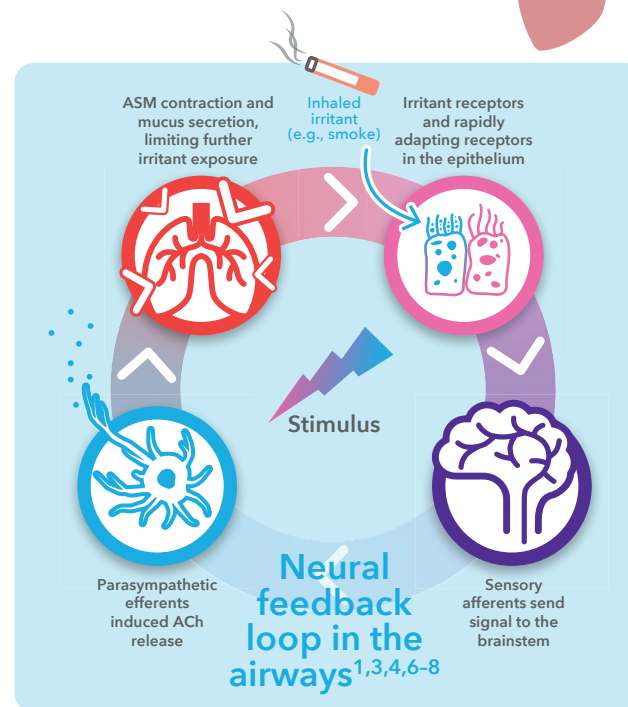 ASM contraction and
mucus secretion,
limiting further
irritant exposure
Inhaled
irritant
(e.g., smoke)
Irritant receptors
and rapidly
adapting receptors
in the epithelium
Stimulus
Parasympathetic
efferents
induced ACh
release
Neural
feedback
loop in the
airways1,3,4,6–8
Sensory
afferents send
signal to the
brainstem